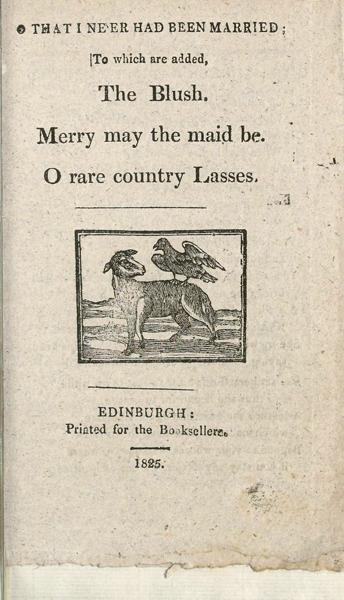 O THAT I NE'ER HAD BEEN MARRIED;
To which are added,
The Blush.
Merry may the maid be.
O rare country Lasses.
EDINBURGH:
Printed for the Booksellers.
1825.